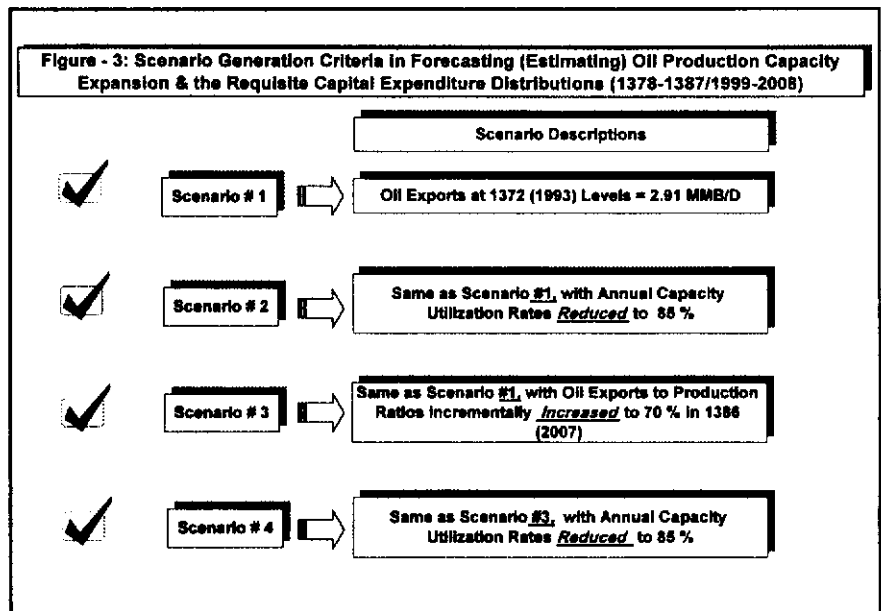 Figure - 3: Scenario Generation Criteria in Forecasting (Estimating) Oil Production Capacity
Expansion & the Requisite Capital Expenditure Distributions (1378-1387/1999-2008)
Scenario Descriptions
Scenario # 1
Oil Exports at 1372 (1993) Levels = 2.91 MMB/D
Scenario # 2
Same as Scenario #1, with Annual Capacity
Utilization Rates Reduced to 85 %
Scenario # 3
Same as Scenario #1, with Oil Exports to Production
Ratios Incrementally Increased to 70 % in 1386
(2007)
Scenario # 4
Same as Scenario #3, with Annual Capacity
Utilization Rates Reduced to 85 %